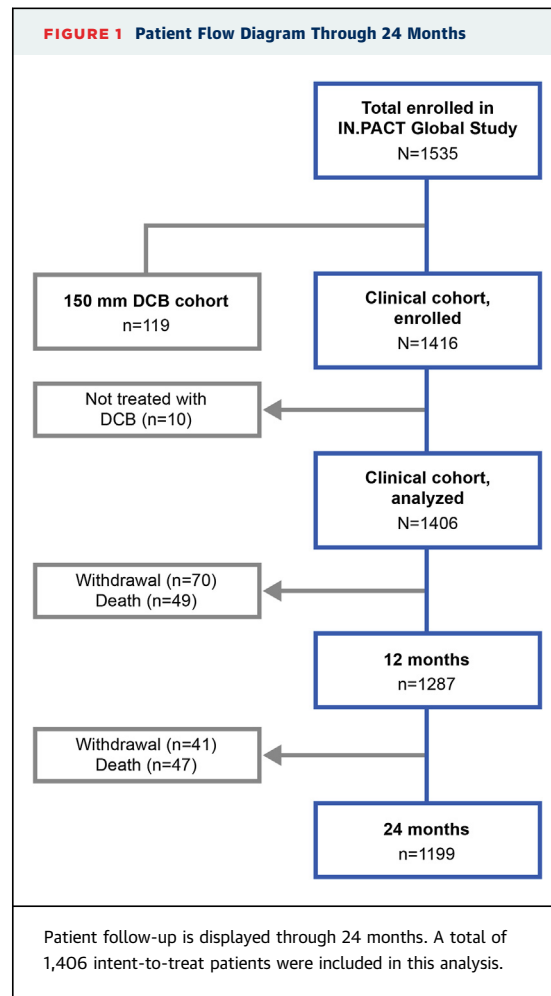 FIGURE 1 Patient Flow Diagram Through 24 Months
Total enrolled in
IN.PACT Global Study
N=1535
150 mm DCB cohort
n=119
Clinical cohort,
enrolled
N=1416
Not treated with
DCB (n=10)
Clinical cohort,
analyzed
N=1406
Withdrawal (n=70)
Death (n=49)
12 months
n=1287
Withdrawal (n=41)
Death (n=47)
24 months
n=1199
Patient follow-up is displayed through 24 months. A total of
1,406 intent-to-treat patients were included in this analysis.